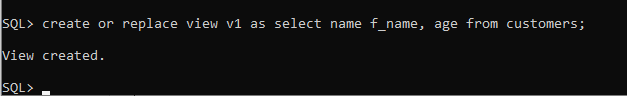 SQL> create or replace view v1 as select name f_name, age from customers;
View created.
SQL>